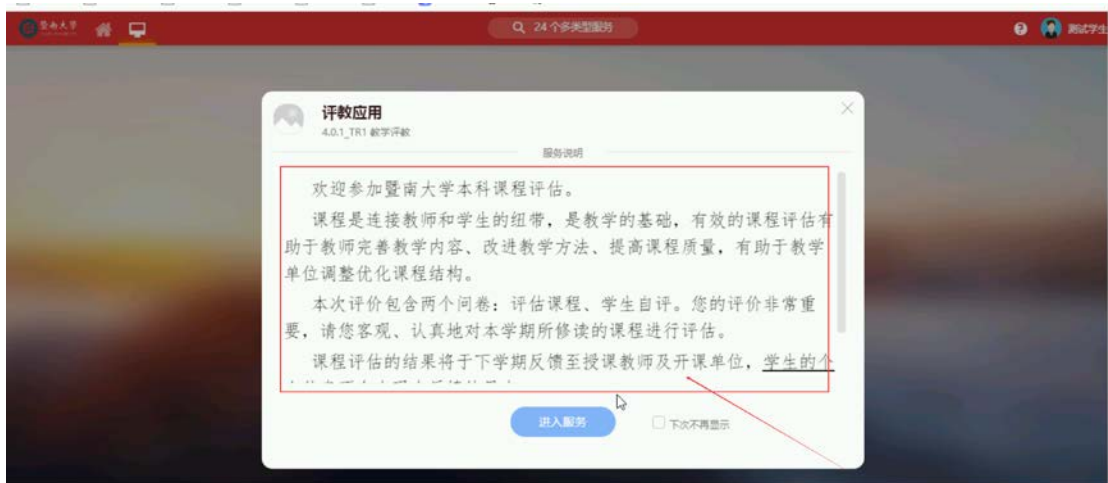 暨南大学
24 个多类型服务
测试学生
评教应用
4.0.1_TR1 教学评教
服务说明
欢迎参加暨南大学本科课程评估。
课程是连接教师和学生的纽带，是教学的基础，有效的课程评估有
助于教师完善教学内容、改进教学方法、提高课程质量，有助于教学
单位调整优化课程结构。
本次评价包含两个问卷：评估课程、学生自评。您的评价非常重
要，请您客观、认真地对本学期所修读的课程进行评估。
课程评估的结果将于下学期反馈至授课教师及开课单位，学生的个
进入服务
下次不再显示